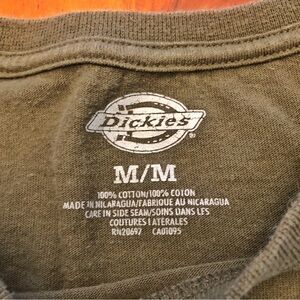 Dickies
M/M
100% COTTON/100% COTON
MADE IN NICARAGUA/FABRIQUE AU NICARAGUA
CARE IN SIDE SEAM/SOINS DANS LES
COUTURES LATERALES
RN20697 CA01095